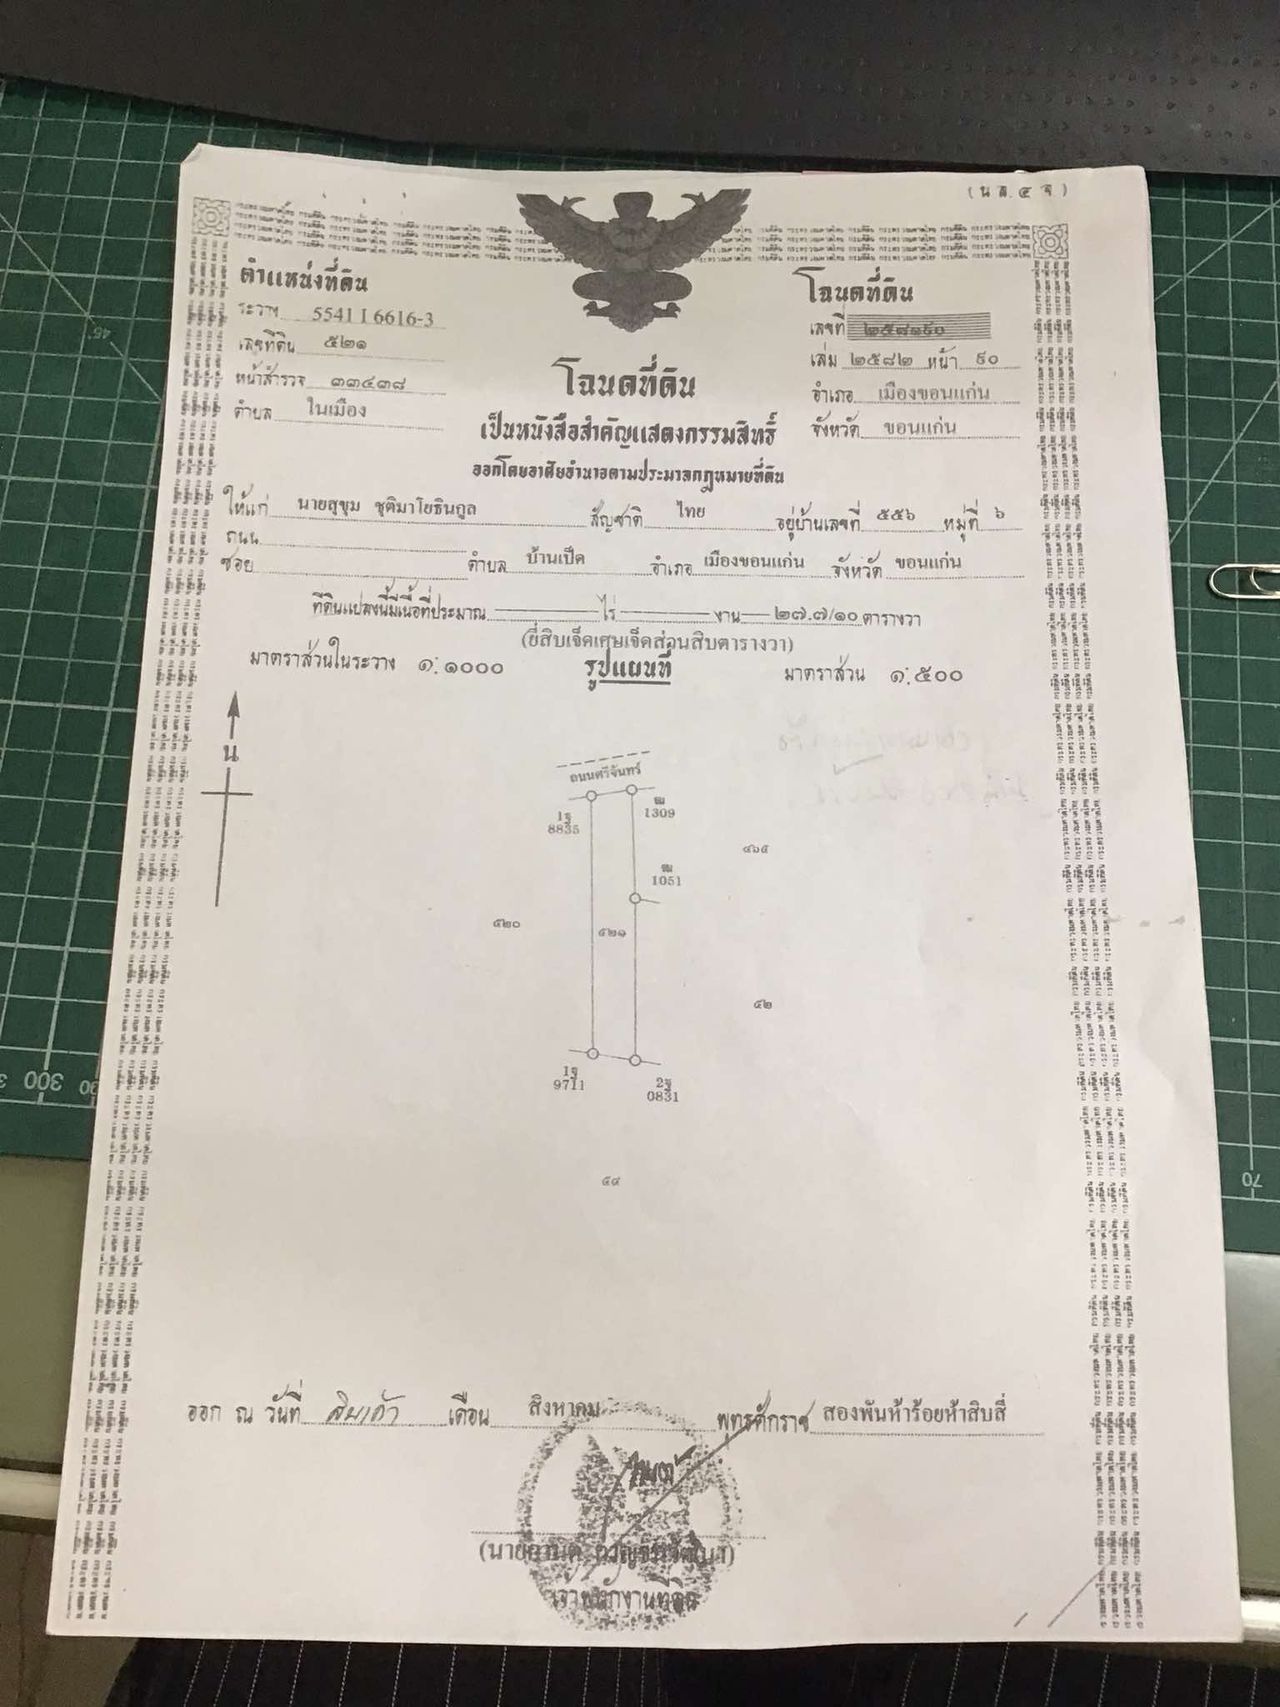 (น.ส. ๔ จ)
ตำแหน่งที่ดิน
ระวาง 5541 I 6616-3
เลขที่ดิน ๕๒๑
หน้าสำรวจ ๓๓๔๓๘
ตำบล ในเมือง
โฉนดที่ดิน
เลขที่ ๒๕๘๑๙๐
เล่ม ๒๕๘๒ หน้า ๙๐
อำเภอ เมืองขอนแก่น
จังหวัด ขอนแก่น
โฉนดที่ดิน
เป็นหนังสือสำคัญแสดงกรรมสิทธิ์
ออกโดยอาศัยอำนาจตามประมวลกฎหมายที่ดิน
ให้แก่ นายสุขุม ชุติมาโยธินกูล สัญชาติ ไทย อยู่บ้านเลขที่ ๕๕๖ หมู่ที่ ๖
ถนน
ซอย ตำบล บ้านเป็ด อำเภอ เมืองขอนแก่น จังหวัด ขอนแก่น
ที่ดินแปลงนี้มีเนื้อที่ประมาณ ไร่ งาน ๒๗.๗/๑๐ ตารางวา
(ยี่สิบเจ็ดเศษเจ็ดส่วนสิบตารางวา)
มาตราส่วนในระวาง ๑:๑๐๐๐ รูปแผนที่ มาตราส่วน ๑:๕๐๐
น
ถนนศรีจันทร์
1ฐ
8835
1309
๔๖๕
1051
๕๒๐
๕๒๑
๕๒
1ฐ
9711
2ฐ
0831
๕๙
ออก ณ วันที่ สิบเก้า เดือน สิงหาคม พุทธศักราช สองพันห้าร้อยห้าสิบสี่
เจ้าพนักงานที่ดิน